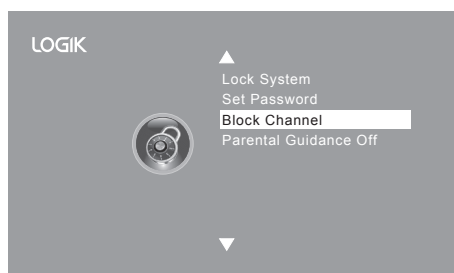 LOGIK
Lock System
Set Password
Block Channel
Parental Guidance Off